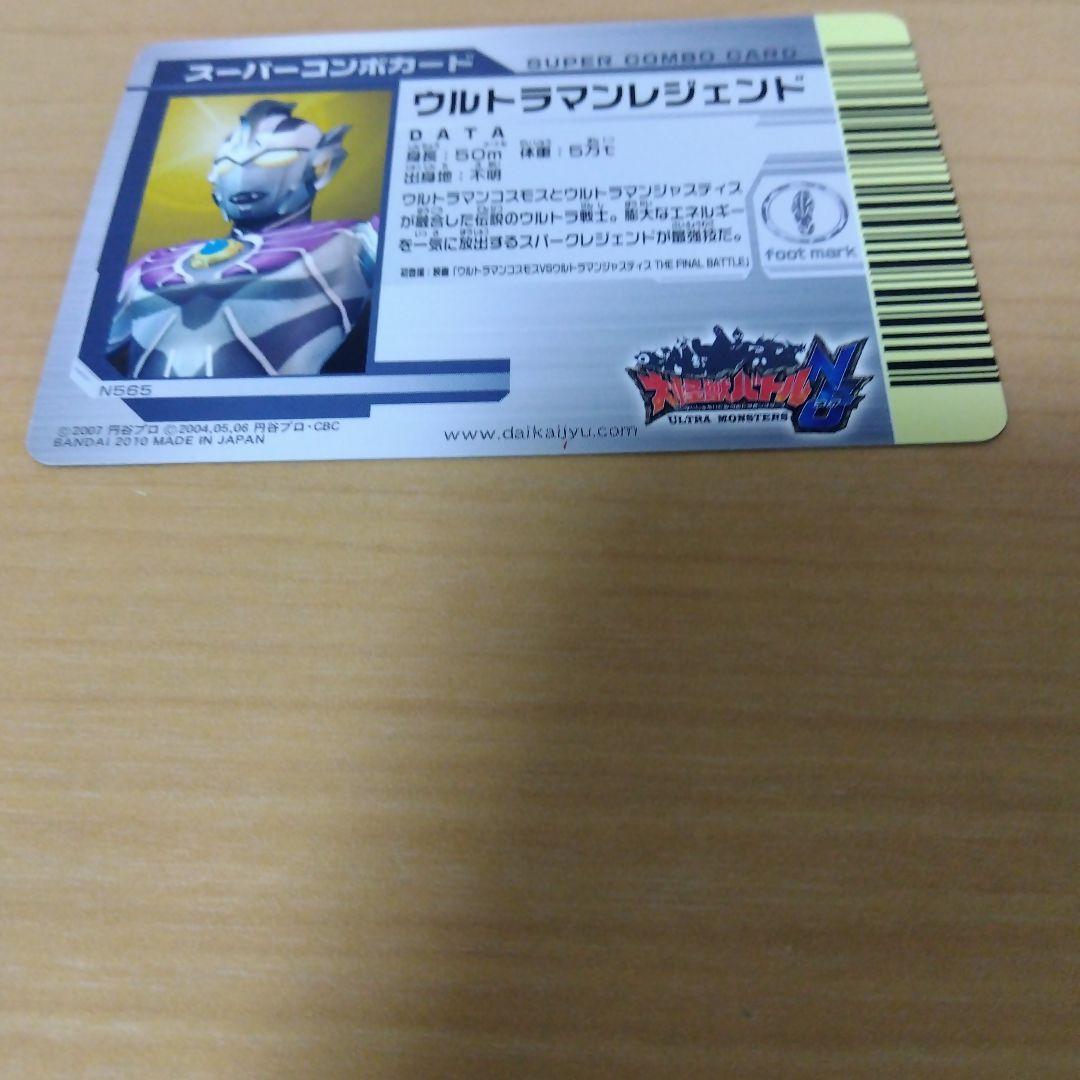 スーパーコンボカード
SUPER COMBO CARD
ウルトラマンレジェンド
DATA
身長：50m 体重：5万t
出身地：不明
ウルトラマンコスモスとウルトラマンジャスティス
が融合した伝説のウルトラ戦士。膨大なエネルギー
を一気に放出するスパークレジェンドが最強技だ。
初登場：映画「ウルトラマンコスモスVSウルトラマンジャスティス THE FINAL BATTLE」
foot mark
N565
©2007 円谷プロ ©2004,05,06 円谷プロ・CBC
BANDAI 2010 MADE IN JAPAN
www.daikaijyu.com
大怪獣バトル
ULTRA MONSTERS
NEO